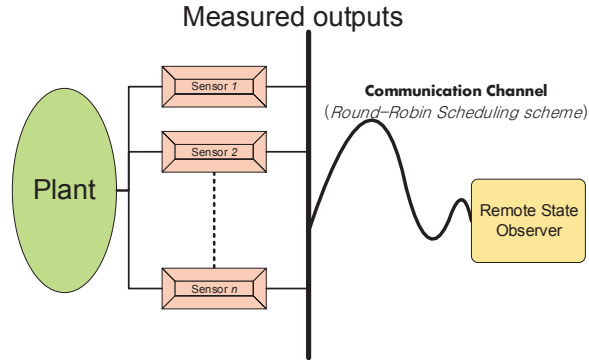 Measured outputs
Sensor 1
Communication Channel
(Round-Robin Scheduling scheme)
Sensor 2
Plant
Remote State
Observer
Sensor n